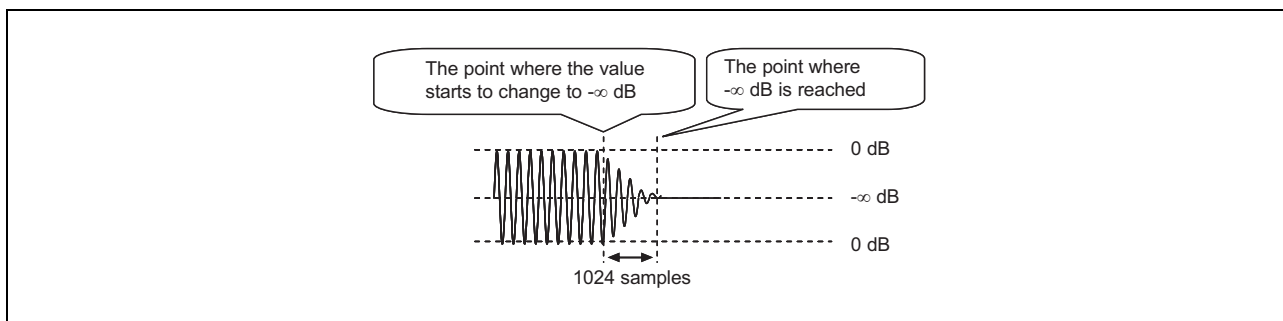 The point where the value
starts to change to -∞ dB
The point where
-∞ dB is reached
0 dB
-∞ dB
0 dB
1024 samples